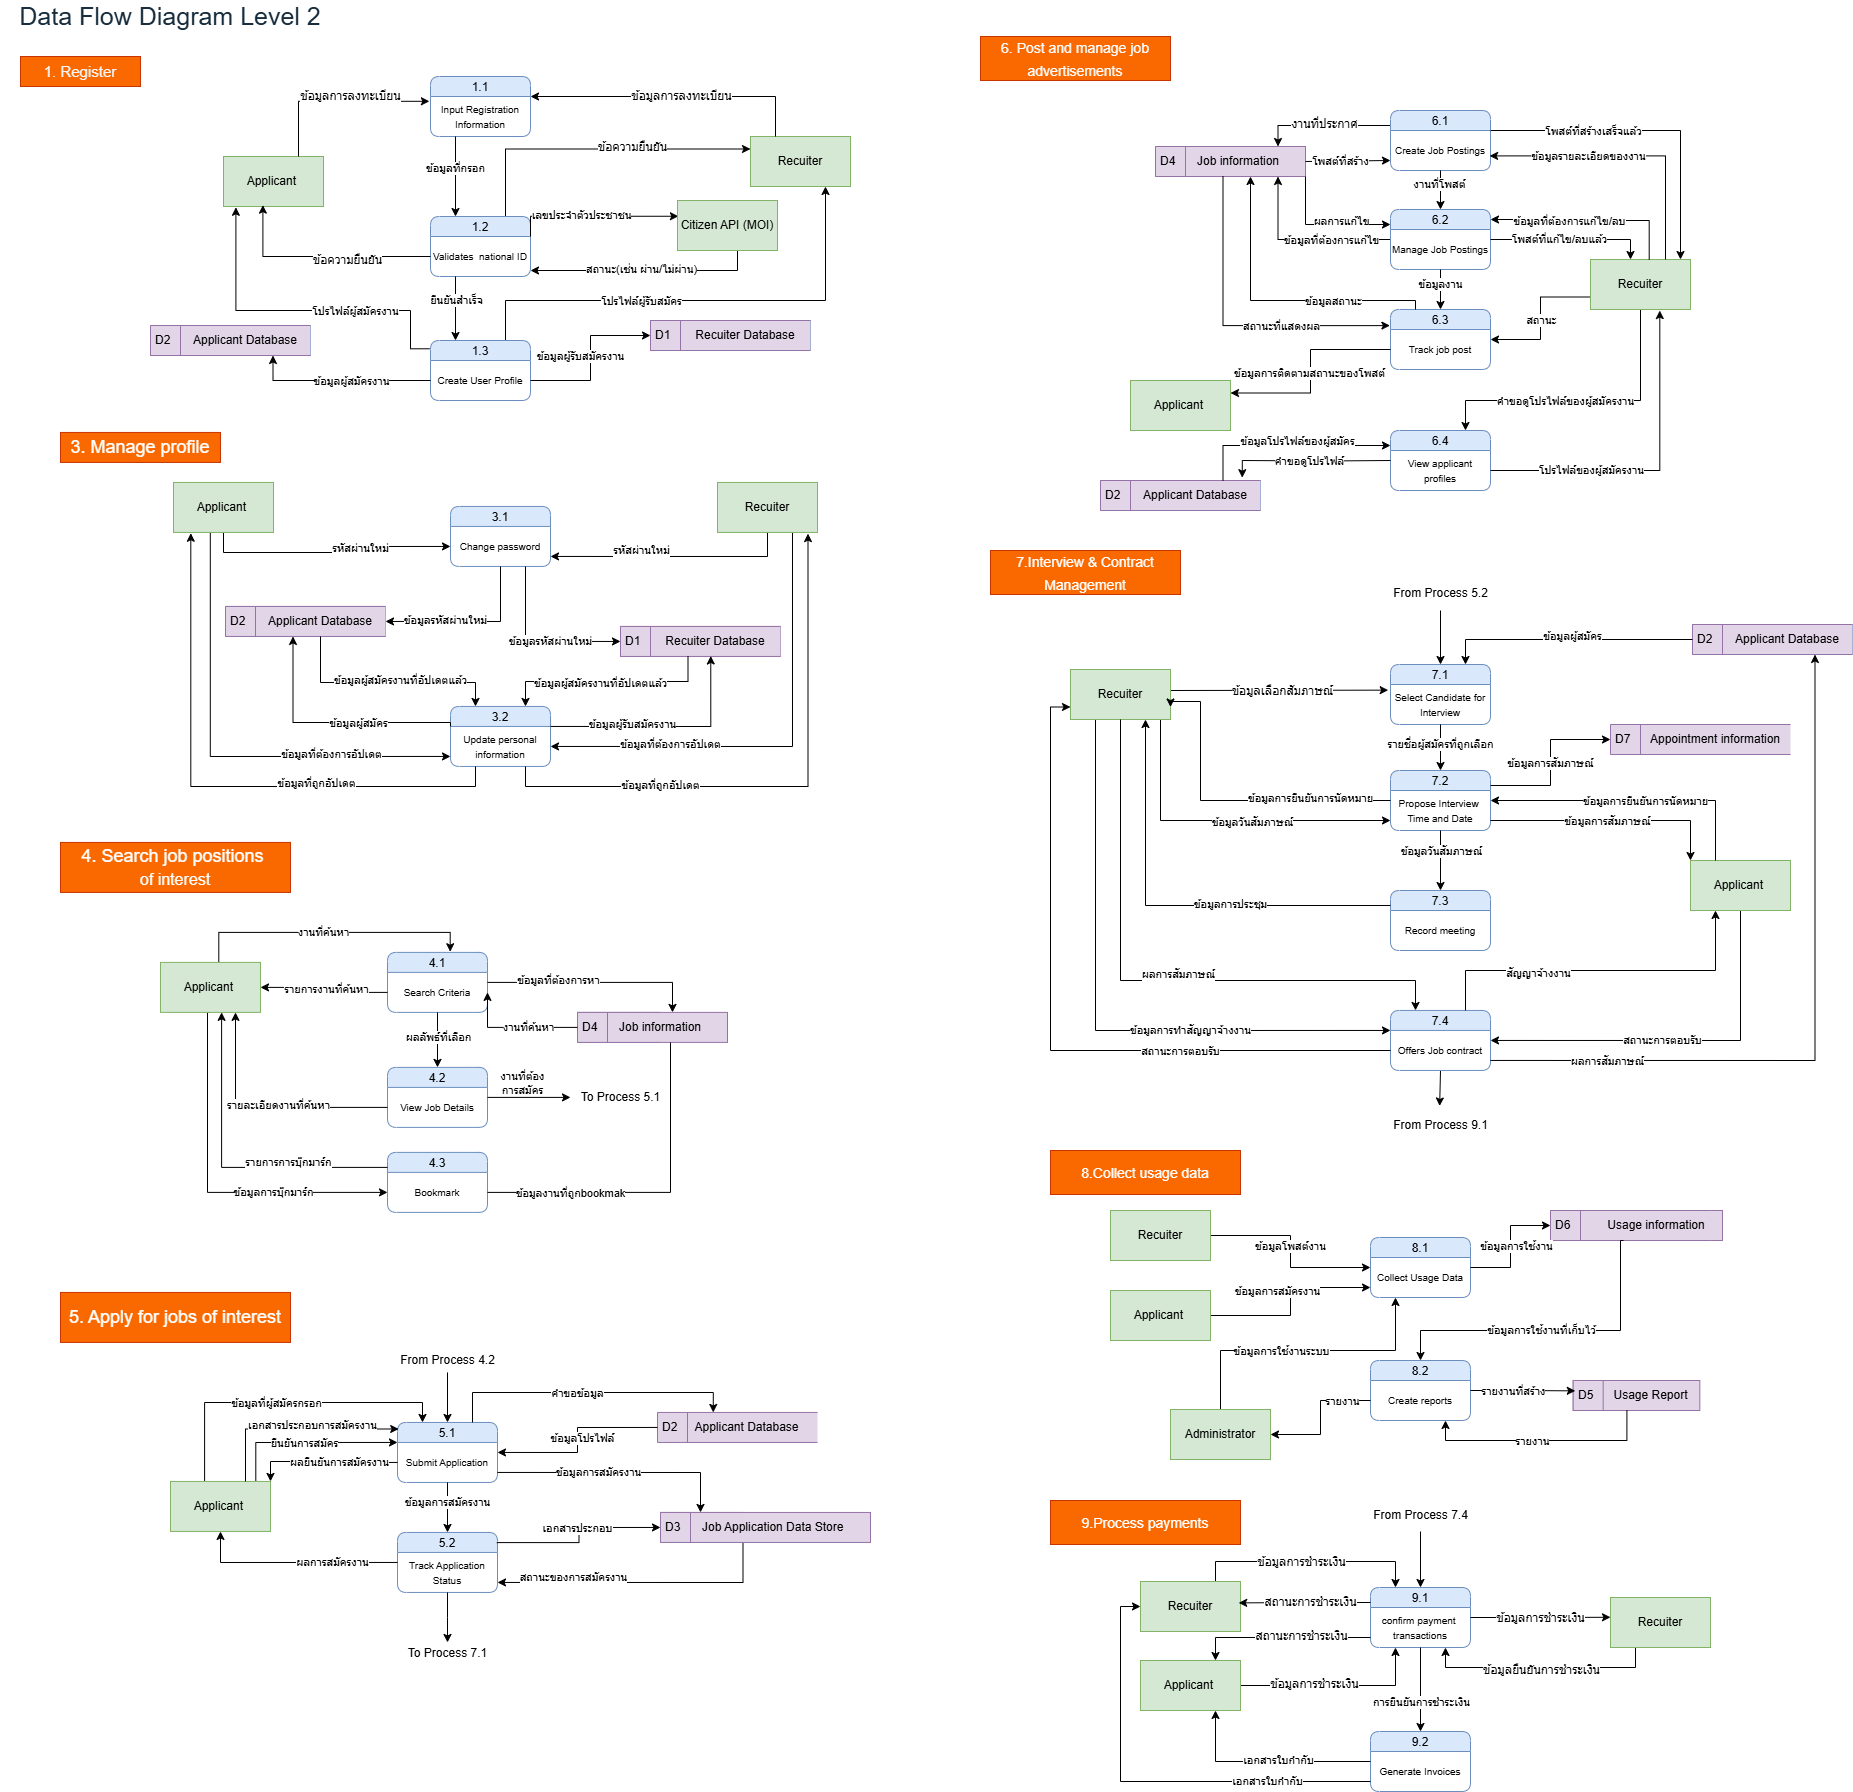 Data Flow Diagram Level 2
1. Register
ข้อมูลการลงทะเบียน
1.1
Input Registration
Information
ข้อมูลการลงทะเบียน
Applicant
Recuiter
ข้อมูลที่กรอก
ข้อความยืนยัน
เลขประจำตัวประชาชน
Citizen API (MOI)
1.2
Validates national ID
ข้อความยืนยัน
สถานะ(เช่น ผ่าน/ไม่ผ่าน)
ยืนยันสำเร็จ
โปรไฟล์ผู้รับสมัคร
โปรไฟล์ผู้สมัครงาน
D2 Applicant Database
1.3
Create User Profile
ข้อมูลผู้รับสมัครงาน
D1 Recuiter Database
ข้อมูลผู้สมัครงาน
3. Manage profile
Applicant
3.1
Change password
Recuiter
รหัสผ่านใหม่
รหัสผ่านใหม่
D2 Applicant Database
ข้อมูลรหัสผ่านใหม่
ข้อมูลรหัสผ่านใหม่
D1 Recuiter Database
ข้อมูลผู้สมัครงานที่อัปเดตแล้ว
ข้อมูลผู้สมัครงานที่อัปเดตแล้ว
3.2
Update personal
information
ข้อมูลผู้สมัคร
ข้อมูลผู้รับสมัครงาน
ข้อมูลที่ต้องการอัปเดต
ข้อมูลที่ต้องการอัปเดต
ข้อมูลที่ถูกอัปเดต
ข้อมูลที่ถูกอัปเดต
4. Search job positions
of interest
งานที่ค้นหา
Applicant
รายการงานที่ค้นหา
4.1
Search Criteria
ข้อมูลที่ต้องการหา
งานที่ค้นหา
D4 Job information
ผลลัพธ์ที่เลือก
4.2
View Job Details
งานที่ต้อง
การสมัคร
To Process 5.1
รายละเอียดงานที่ค้นหา
รายการการบุ๊กมาร์ก
4.3
Bookmark
ข้อมูลการบุ๊กมาร์ก
ข้อมูลงานที่ถูกbookmak
5. Apply for jobs of interest
From Process 4.2
ข้อมูลที่ผู้สมัครกรอก
คำขอข้อมูล
เอกสารประกอบการสมัครงาน
ยืนยันการสมัคร
ผลยืนยันการสมัครงาน
5.1
Submit Application
ข้อมูลโปรไฟล์
D2 Applicant Database
ข้อมูลการสมัครงาน
Applicant
ข้อมูลการสมัครงาน
เอกสารประกอบ
D3 Job Application Data Store
5.2
Track Application
Status
ผลการสมัครงาน
สถานะของการสมัครงาน
To Process 7.1
6. Post and manage job
advertisements
งานที่ประกาศ
6.1
Create Job Postings
โพสต์ที่สร้างเสร็จแล้ว
D4 Job information
โพสต์ที่สร้าง
ข้อมูลรายละเอียดของงาน
งานที่โพสต์
ผลการแก้ไข
ข้อมูลที่ต้องการแก้ไข
6.2
Manage Job Postings
ข้อมูลที่ต้องการแก้ไข/ลบ
โพสต์ที่แก้ไข/ลบแล้ว
Recuiter
ข้อมูลงาน
ข้อมูลสถานะ
สถานะที่แสดงผล
6.3
Track job post
สถานะ
ข้อมูลการติดตามสถานะของโพสต์
Applicant
คำขอดูโปรไฟล์ของผู้สมัครงาน
ข้อมูลโปรไฟล์ของผู้สมัคร
คำขอดูโปรไฟล์
6.4
View applicant
profiles
โปรไฟล์ของผู้สมัครงาน
D2 Applicant Database
7.Interview & Contract
Management
From Process 5.2
ข้อมูลผู้สมัคร
D2 Applicant Database
Recuiter
ข้อมูลเลือกสัมภาษณ์
7.1
Select Candidate for
Interview
รายชื่อผู้สมัครที่ถูกเลือก
ข้อมูลการสัมภาษณ์
D7 Appointment information
7.2
Propose Interview
Time and Date
ข้อมูลการยืนยันการนัดหมาย
ข้อมูลวันสัมภาษณ์
ข้อมูลการยืนยันการนัดหมาย
ข้อมูลการสัมภาษณ์
ข้อมูลวันสัมภาษณ์
Applicant
ข้อมูลการประชุม
7.3
Record meeting
ผลการสัมภาษณ์
สัญญาจ้างงาน
ข้อมูลการทำสัญญาจ้างงาน
สถานะการตอบรับ
7.4
Offers Job contract
สถานะการตอบรับ
ผลการสัมภาษณ์
From Process 9.1
8.Collect usage data
Recuiter
ข้อมูลโพสต์งาน
8.1
Collect Usage Data
ข้อมูลการใช้งาน
D6 Usage information
Applicant
ข้อมูลการสมัครงาน
ข้อมูลการใช้งานที่เก็บไว้
ข้อมูลการใช้งานระบบ
8.2
Create reports
รายงาน
รายงานที่สร้าง
D5 Usage Report
Administrator
รายงาน
9.Process payments
From Process 7.4
ข้อมูลการชำระเงิน
Recuiter
สถานะการชำระเงิน
9.1
confirm payment
transactions
ข้อมูลการชำระเงิน
Recuiter
สถานะการชำระเงิน
ข้อมูลยืนยันการชำระเงิน
Applicant
ข้อมูลการชำระเงิน
การยืนยันการชำระเงิน
9.2
Generate Invoices
เอกสารใบกำกับ
เอกสารใบกำกับ